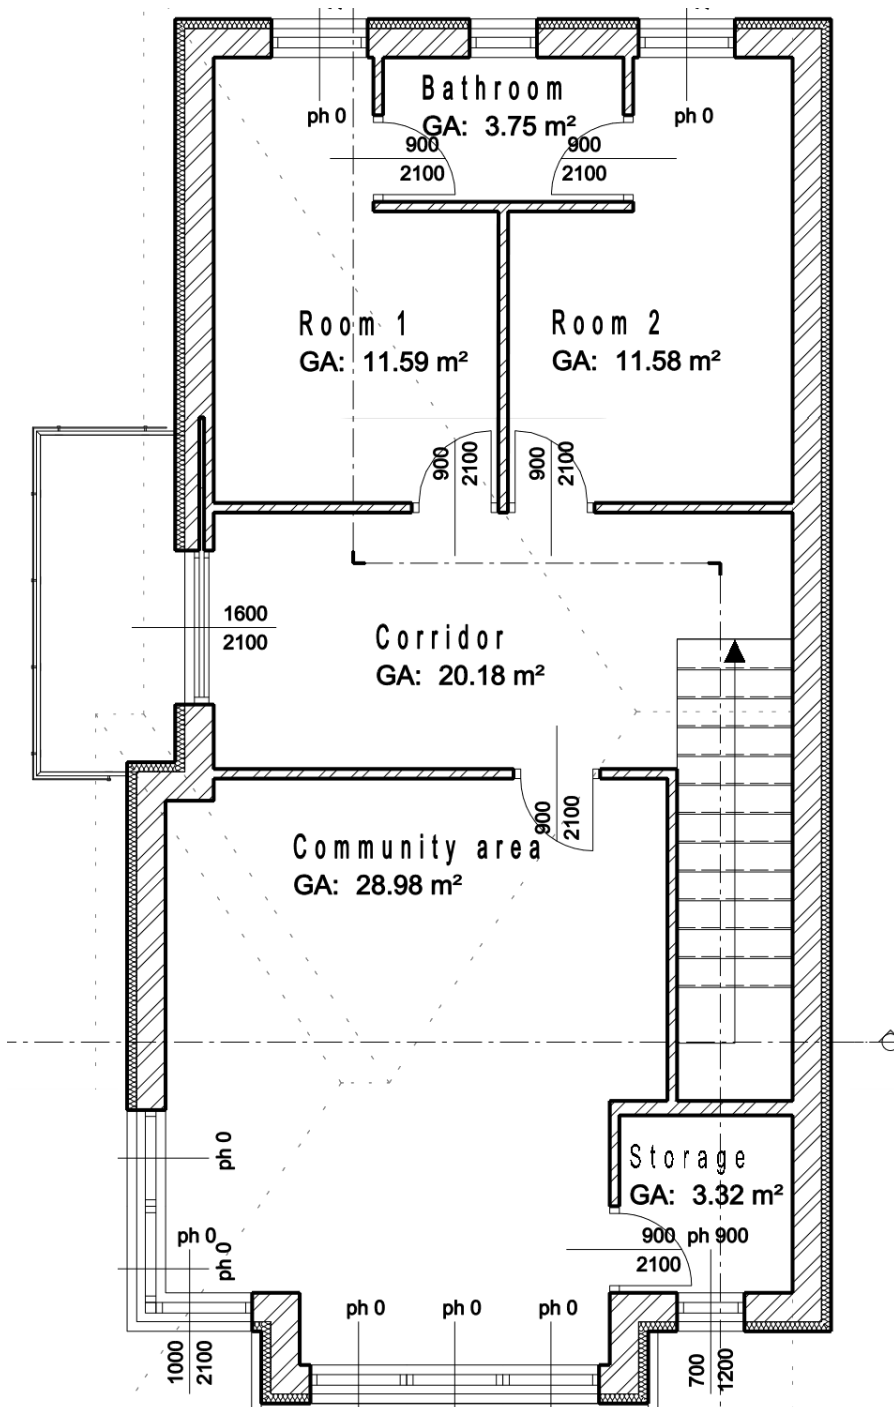 Bathroom
GA: 3.75 m²
ph 0
ph 0
900
2100
900
2100
Room 1
GA: 11.59 m²
Room 2
GA: 11.58 m²
900
2100
900
2100
1600
2100
Corridor
GA: 20.18 m²
900
2100
Community area
GA: 28.98 m²
ph 0
Storage
GA: 3.32 m²
ph 0
ph 0
900
2100
ph 900
ph 0
ph 0
ph 0
1000
2100
700
1200